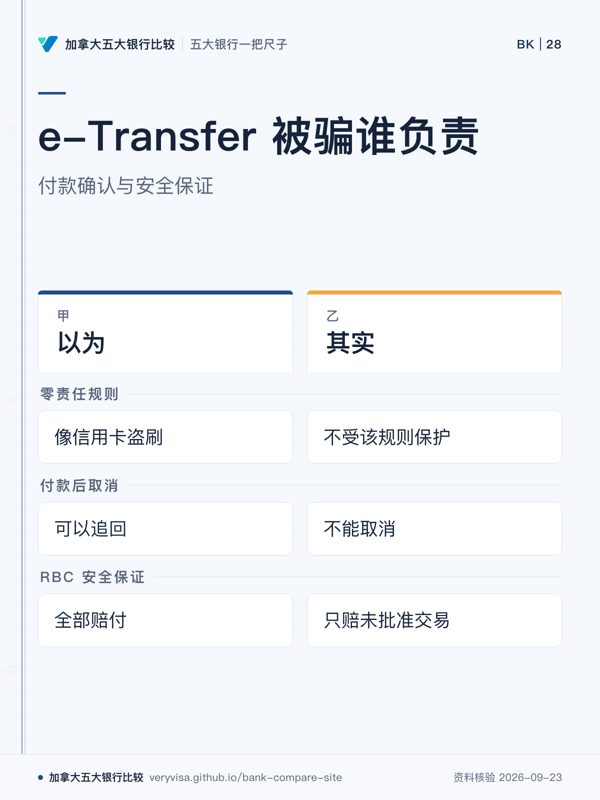 加拿大五大银行比较 | 五大银行一把尺子
BK | 28
e-Transfer 被骗谁负责
付款确认与安全保证
甲
以为
乙
其实
零责任规则
像信用卡盗刷
不受该规则保护
付款后取消
可以追回
不能取消
RBC 安全保证
全部赔付
只赔未批准交易
加拿大五大银行比较 veryvisa.github.io/bank-compare-site
资料核验 2026-09-23